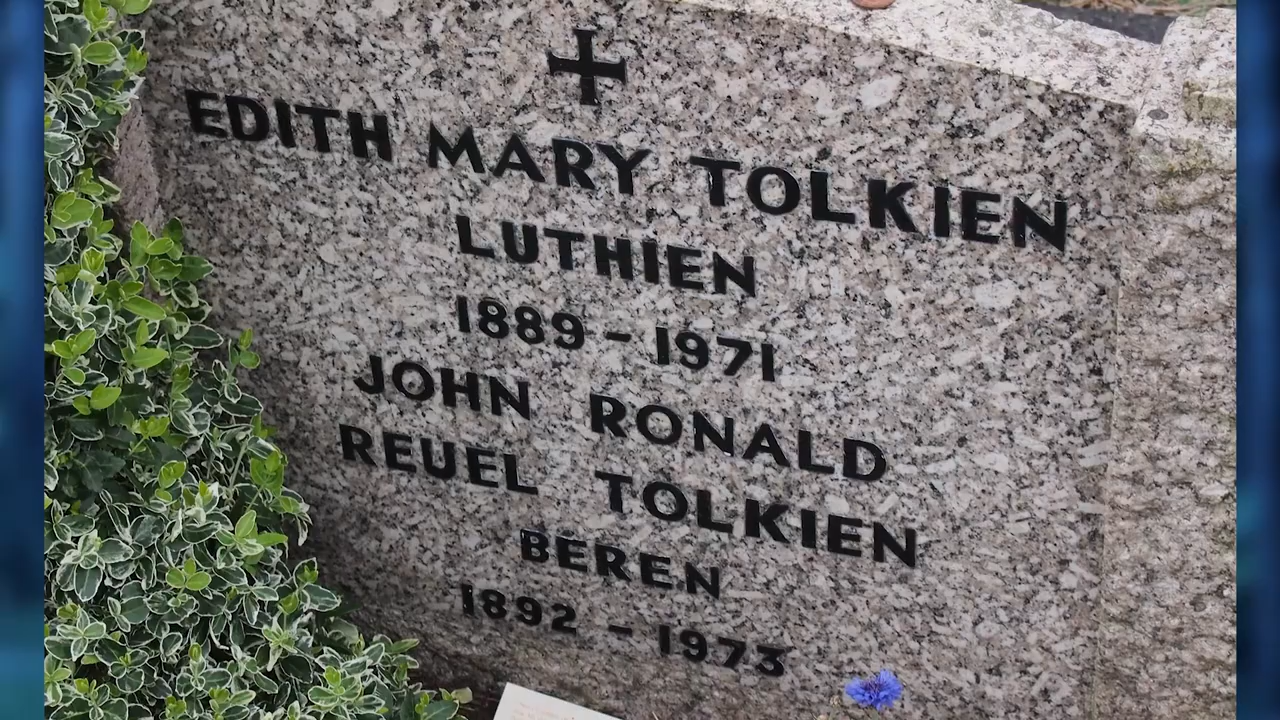 EDITH MARY TOLKIEN
LUTHIEN
1889 – 1971
JOHN RONALD
REUEL TOLKIEN
BEREN
1892 – 1973